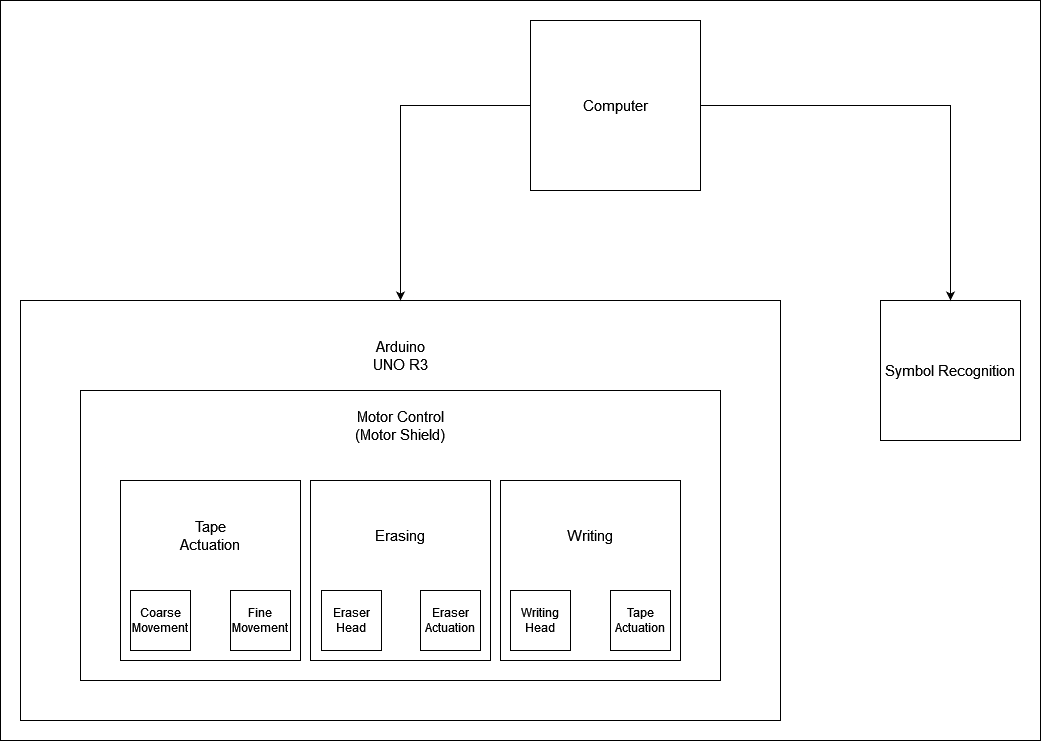 Computer
Arduino
UNO R3
Symbol Recognition
Motor Control
(Motor Shield)
Tape
Actuation
Erasing
Writing
Coarse
Movement
Fine
Movement
Eraser
Head
Eraser
Actuation
Writing
Head
Tape
Actuation